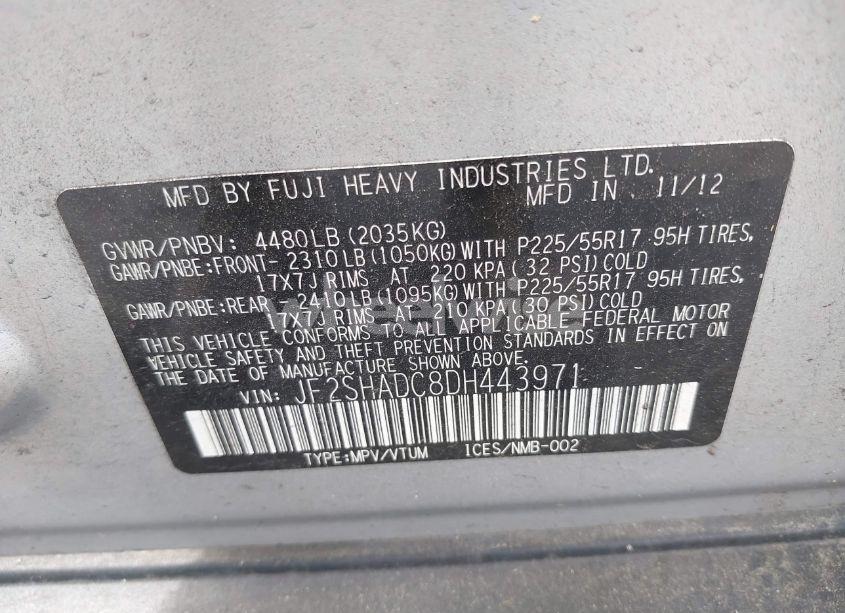 MFD BY FUJI HEAVY INDUSTRIES LTD.
MFD IN 11/12
GVWR/PNBV: 4480LB(2035KG)
GAWR/PNBE:FRONT- 2310LB(1050KG)WITH P225/55R17 95H TIRES,
17X7J RIMS AT 220 KPA(32 PSI)COLD
GAWR/PNBE:REAR - 2410LB(1095KG)WITH P225/55R17 95H TIRES,
17X7J RIMS AT 210 KPA(30 PSI)COLD
THIS VEHICLE CONFORMS TO ALL APPLICABLE FEDERAL MOTOR
VEHICLE SAFETY AND THEFT PREVENTION STANDARDS IN EFFECT ON
THE DATE OF MANUFACTURE SHOWN ABOVE.
VIN: JF2SHADC8DH443971
TYPE:MPV/VTUM ICES/NMB-002